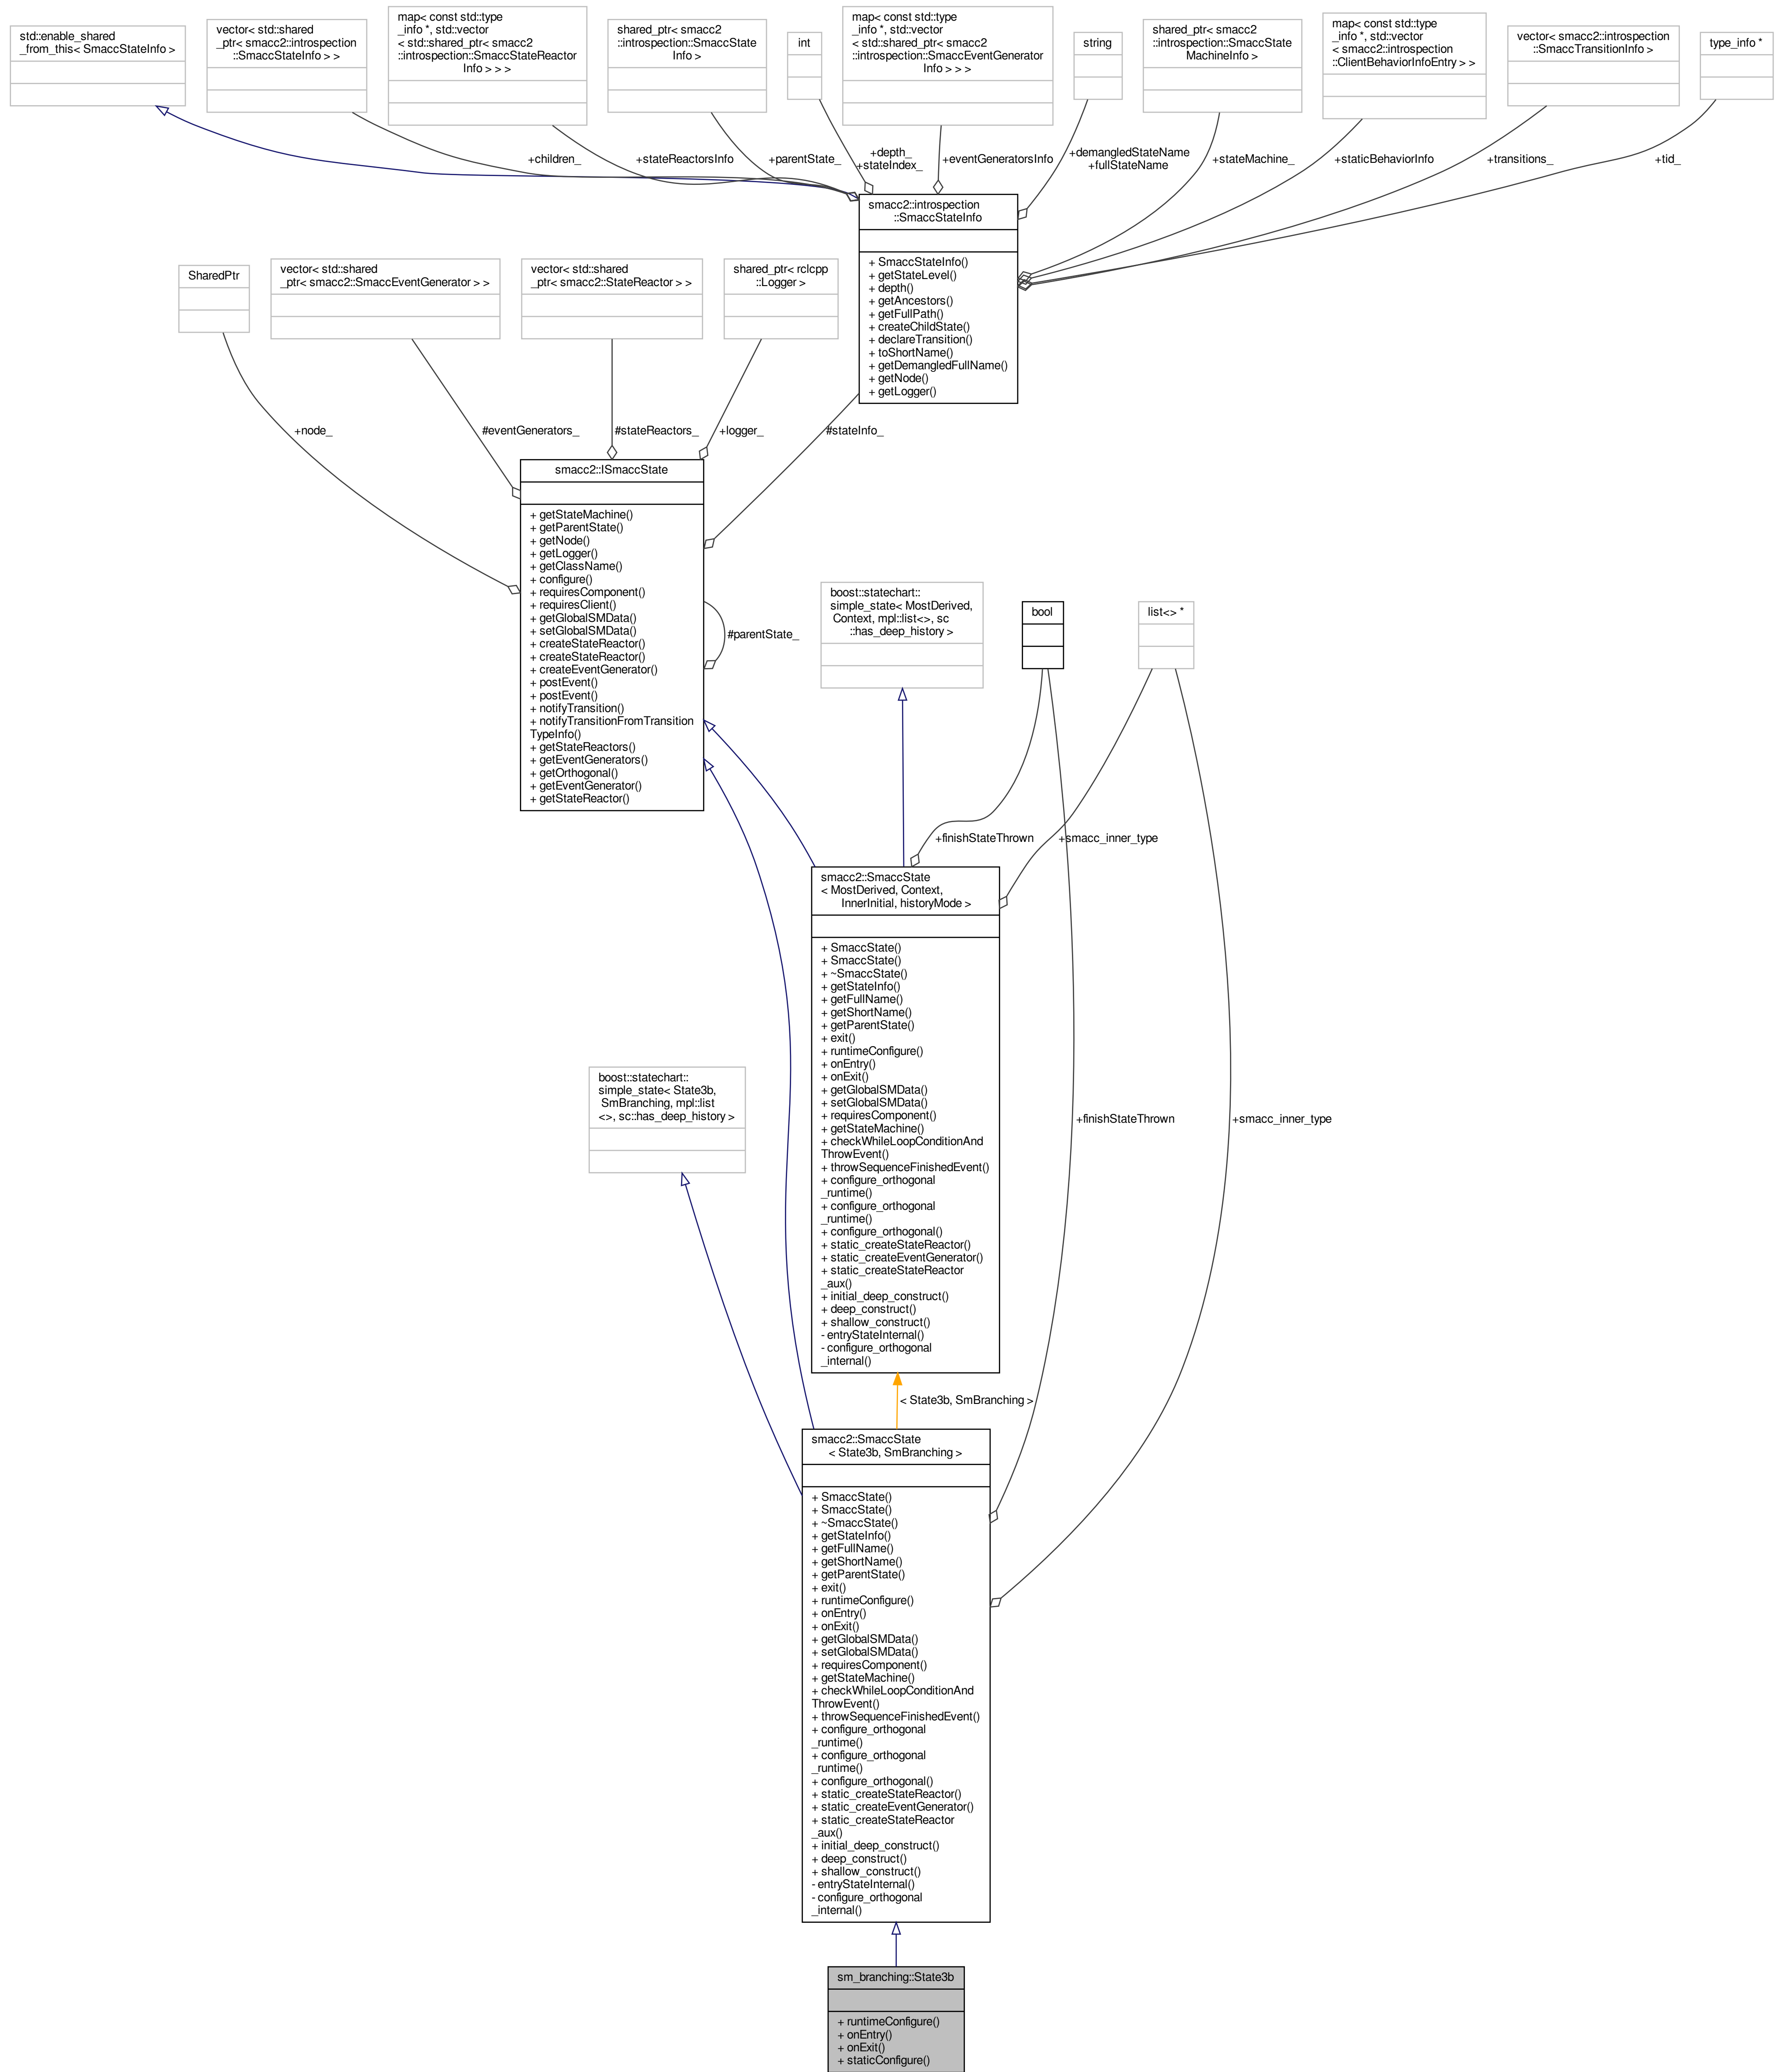 std::enable_shared
_from_this< SmaccStateInfo >
vector< std::shared
_ptr< smacc2::introspection
::SmaccStateInfo > >
map< const std::type
_info *, std::vector
< std::shared_ptr< smacc2
::introspection::SmaccStateReactor
Info > > >
shared_ptr< smacc2
::introspection::SmaccState
Info >
int
map< const std::type
_info *, std::vector
< std::shared_ptr< smacc2
::introspection::SmaccEventGenerator
Info > > >
string
shared_ptr< smacc2
::introspection::SmaccState
MachineInfo >
map< const std::type
_info *, std::vector
< smacc2::introspection
::ClientBehaviorInfoEntry > >
vector< smacc2::introspection
::SmaccTransitionInfo >
type_info *
+children_
+stateReactorsInfo
+parentState_
+depth_
+stateIndex_
+eventGeneratorsInfo
+demangledStateName
+fullStateName
+stateMachine_
+staticBehaviorInfo
+transitions_
+tid_
smacc2::introspection
::SmaccStateInfo
+ SmaccStateInfo()
+ getStateLevel()
+ depth()
+ getAncestors()
+ getFullPath()
+ createChildState()
+ declareTransition()
+ toShortName()
+ getDemangledFullName()
+ getNode()
+ getLogger()
SharedPtr
vector< std::shared
_ptr< smacc2::SmaccEventGenerator > >
vector< std::shared
_ptr< smacc2::StateReactor > >
shared_ptr< rclcpp
::Logger >
+node_
#eventGenerators_
#stateReactors_
+logger_
#stateInfo_
smacc2::ISmaccState
+ getStateMachine()
+ getParentState()
+ getNode()
+ getLogger()
+ getClassName()
+ configure()
+ requiresComponent()
+ requiresClient()
+ getGlobalSMData()
+ setGlobalSMData()
+ createStateReactor()
+ createStateReactor()
+ createEventGenerator()
+ postEvent()
+ postEvent()
+ notifyTransition()
+ notifyTransitionFromTransition
TypeInfo()
+ getStateReactors()
+ getEventGenerators()
+ getOrthogonal()
+ getEventGenerator()
+ getStateReactor()
#parentState_
boost::statechart::
simple_state< MostDerived,
Context, mpl::list<>, sc
::has_deep_history >
bool
list<> *
+finishStateThrown
+smacc_inner_type
smacc2::SmaccState
< MostDerived, Context,
InnerInitial, historyMode >
+ SmaccState()
+ SmaccState()
+ ~SmaccState()
+ getStateInfo()
+ getFullName()
+ getShortName()
+ getParentState()
+ exit()
+ runtimeConfigure()
+ onEntry()
+ onExit()
+ getGlobalSMData()
+ setGlobalSMData()
+ requiresComponent()
+ getStateMachine()
+ checkWhileLoopConditionAnd
ThrowEvent()
+ throwSequenceFinishedEvent()
+ configure_orthogonal
_runtime()
+ configure_orthogonal
_runtime()
+ configure_orthogonal()
+ static_createStateReactor()
+ static_createEventGenerator()
+ static_createStateReactor
_aux()
+ initial_deep_construct()
+ deep_construct()
+ shallow_construct()
- entryStateInternal()
- configure_orthogonal
_internal()
boost::statechart::
simple_state< State3b,
SmBranching, mpl::list
<>, sc::has_deep_history >
+finishStateThrown
+smacc_inner_type
< State3b, SmBranching >
smacc2::SmaccState
< State3b, SmBranching >
+ SmaccState()
+ SmaccState()
+ ~SmaccState()
+ getStateInfo()
+ getFullName()
+ getShortName()
+ getParentState()
+ exit()
+ runtimeConfigure()
+ onEntry()
+ onExit()
+ getGlobalSMData()
+ setGlobalSMData()
+ requiresComponent()
+ getStateMachine()
+ checkWhileLoopConditionAnd
ThrowEvent()
+ throwSequenceFinishedEvent()
+ configure_orthogonal
_runtime()
+ configure_orthogonal
_runtime()
+ configure_orthogonal()
+ static_createStateReactor()
+ static_createEventGenerator()
+ static_createStateReactor
_aux()
+ initial_deep_construct()
+ deep_construct()
+ shallow_construct()
- entryStateInternal()
- configure_orthogonal
_internal()
sm_branching::State3b
+ runtimeConfigure()
+ onEntry()
+ onExit()
+ staticConfigure()